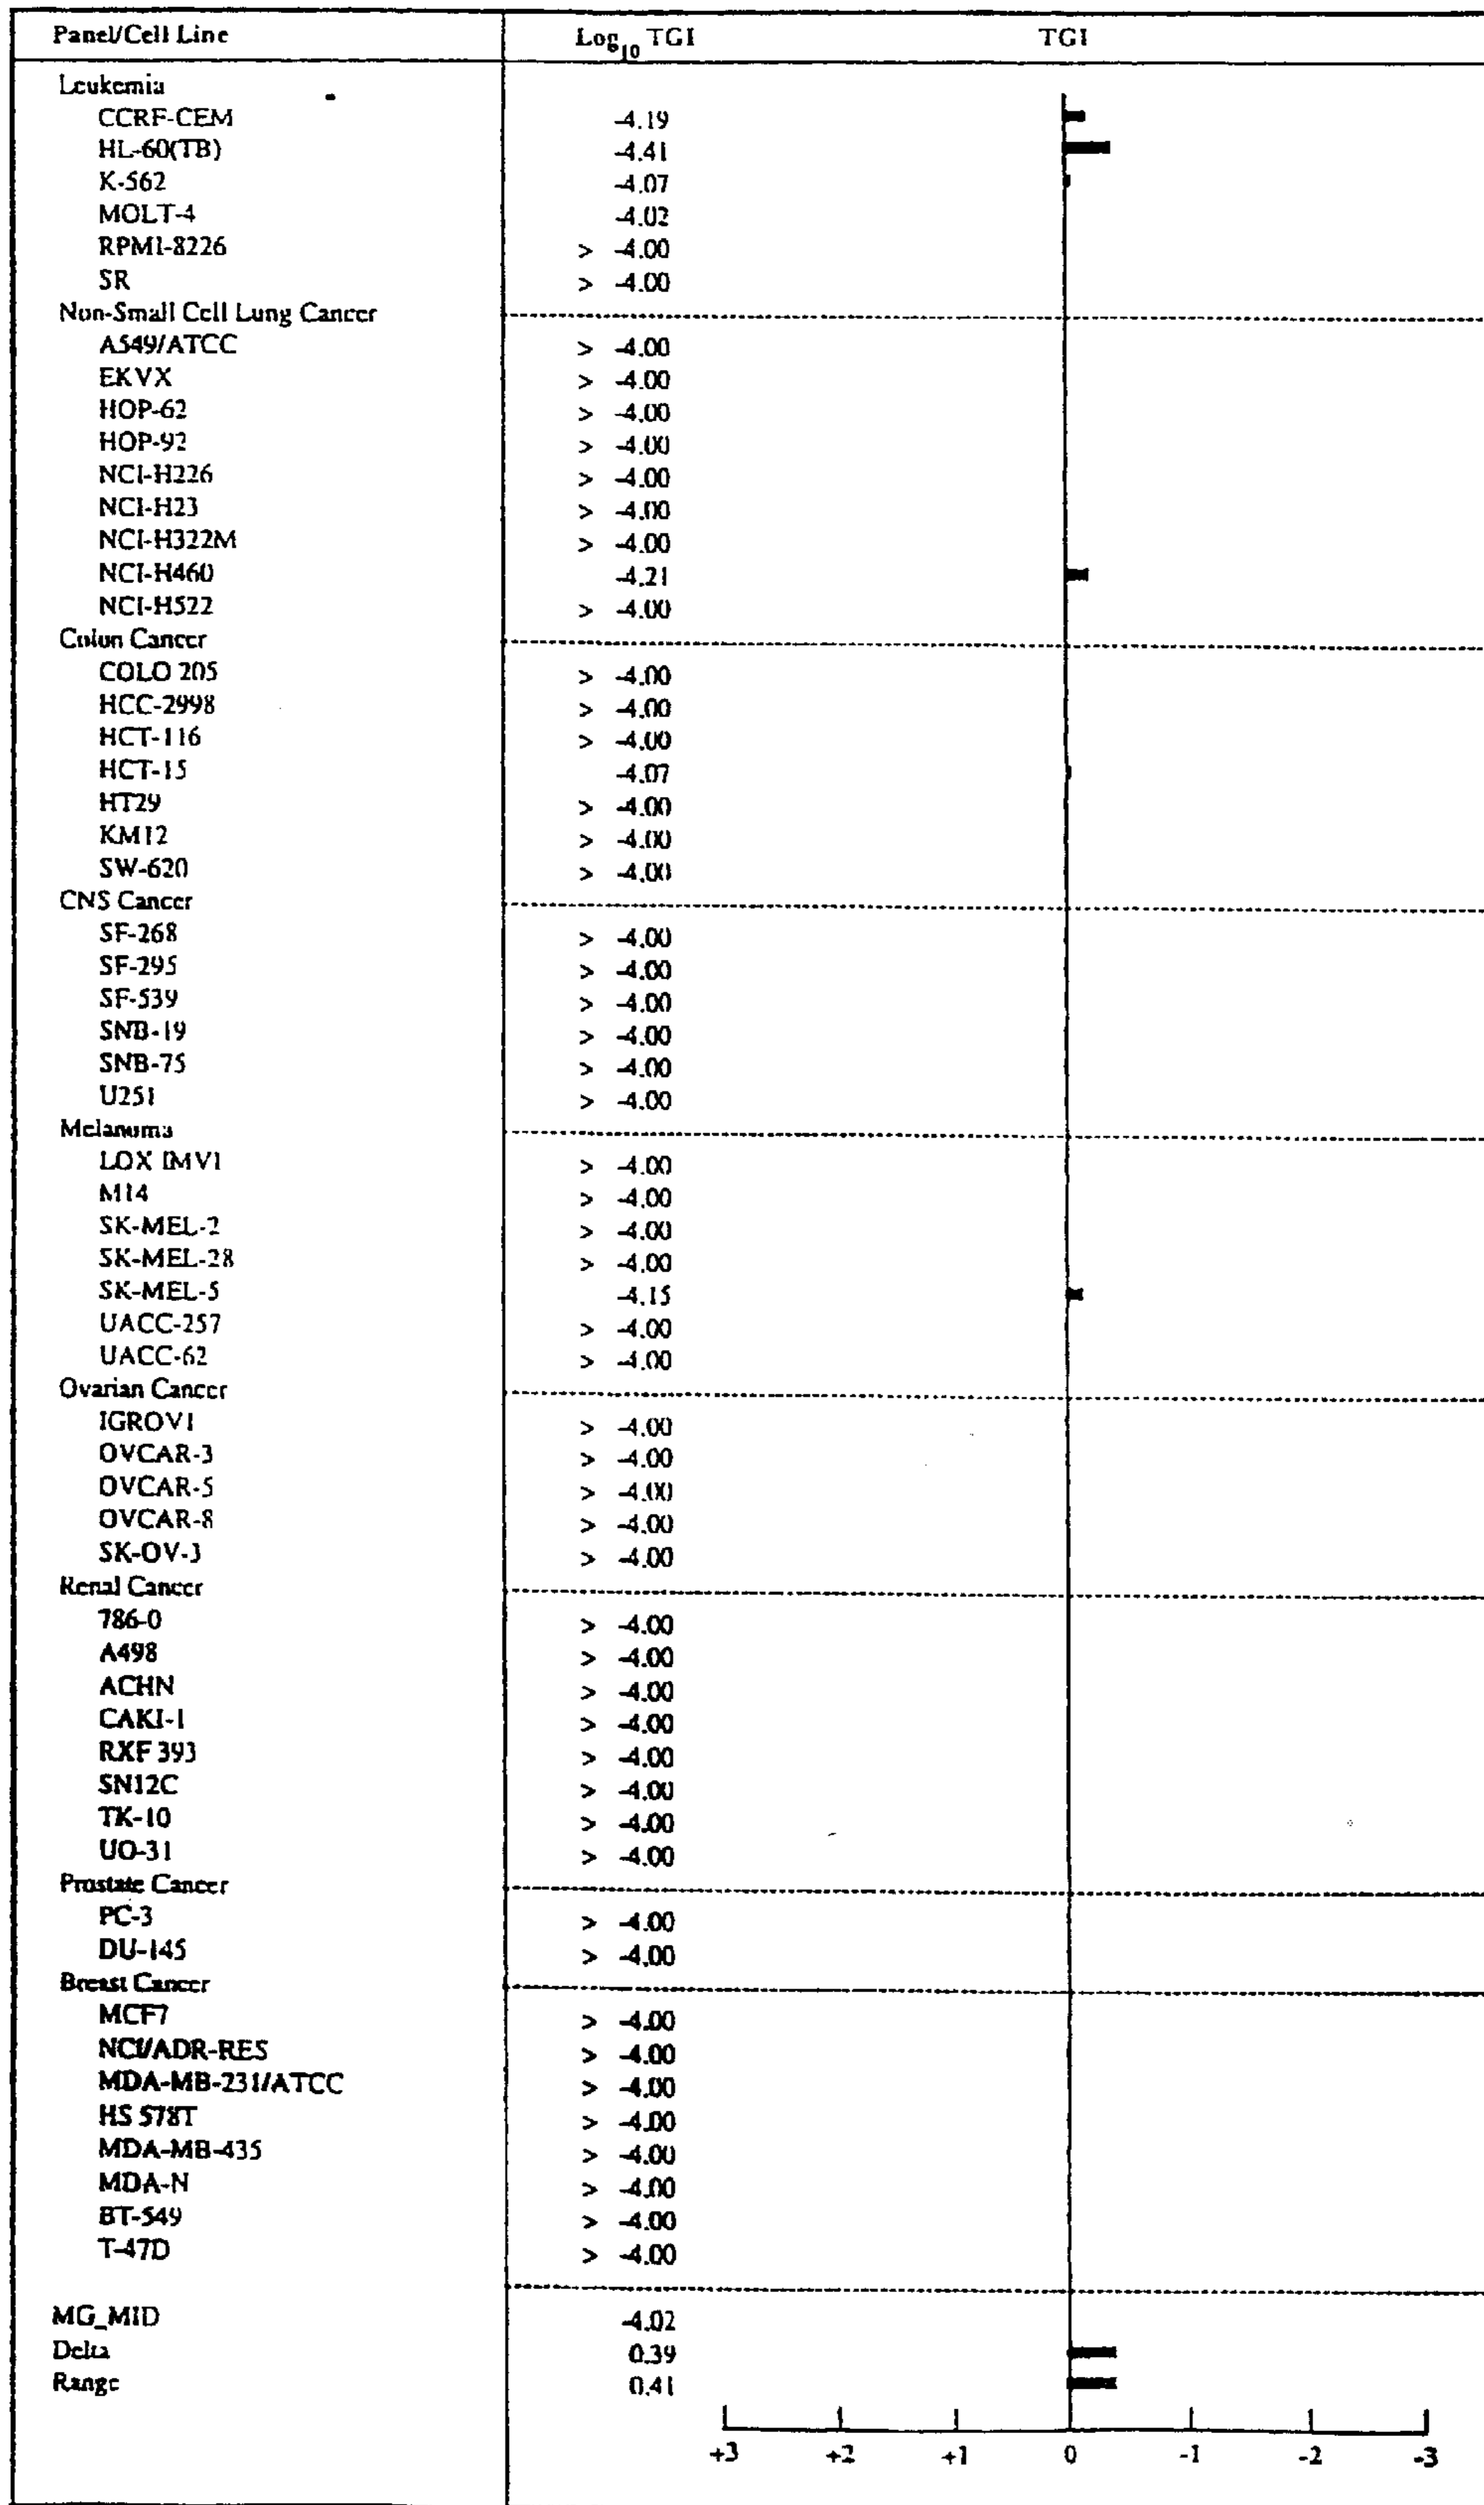 Panel/Cell Line Log10 TGI TGI
Leukemia
CCRF-CEM -4.19
HL-60(TB) -4.41
K-562 -4.07
MOLT-4 -4.02
RPMI-8226 > -4.00
SR > -4.00
Non-Small Cell Lung Cancer
A549/ATCC > -4.00
EKVX > -4.00
HOP-62 > -4.00
HOP-92 > -4.00
NCI-H226 > -4.00
NCI-H23 > -4.00
NCI-H322M > -4.00
NCI-H460 -4.21
NCI-H522 > -4.00
Colon Cancer
COLO 205 > -4.00
HCC-2998 > -4.00
HCT-116 > -4.00
HCT-15 -4.07
HT29 > -4.00
KM12 > -4.00
SW-620 > -4.00
CNS Cancer
SF-268 > -4.00
SF-295 > -4.00
SF-539 > -4.00
SNB-19 > -4.00
SNB-75 > -4.00
U251 > -4.00
Melanoma
LOX IMVI > -4.00
M14 > -4.00
SK-MEL-2 > -4.00
SK-MEL-28 > -4.00
SK-MEL-5 -4.15
UACC-257 > -4.00
UACC-62 > -4.00
Ovarian Cancer
IGROV1 > -4.00
OVCAR-3 > -4.00
OVCAR-5 > -4.00
OVCAR-8 > -4.00
SK-OV-3 > -4.00
Renal Cancer
786-0 > -4.00
A498 > -4.00
ACHN > -4.00
CAKI-1 > -4.00
RXF 393 > -4.00
SN12C > -4.00
TK-10 > -4.00
UO-31 > -4.00
Prostate Cancer
PC-3 > -4.00
DU-145 > -4.00
Breast Cancer
MCF7 > -4.00
NCI/ADR-RES > -4.00
MDA-MB-231/ATCC > -4.00
HS 578T > -4.00
MDA-MB-435 > -4.00
MDA-N > -4.00
BT-549 > -4.00
T-47D > -4.00
MG_MID -4.02
Delta 0.39
Range 0.41
+3 +2 +1 0 -1 -2 -3